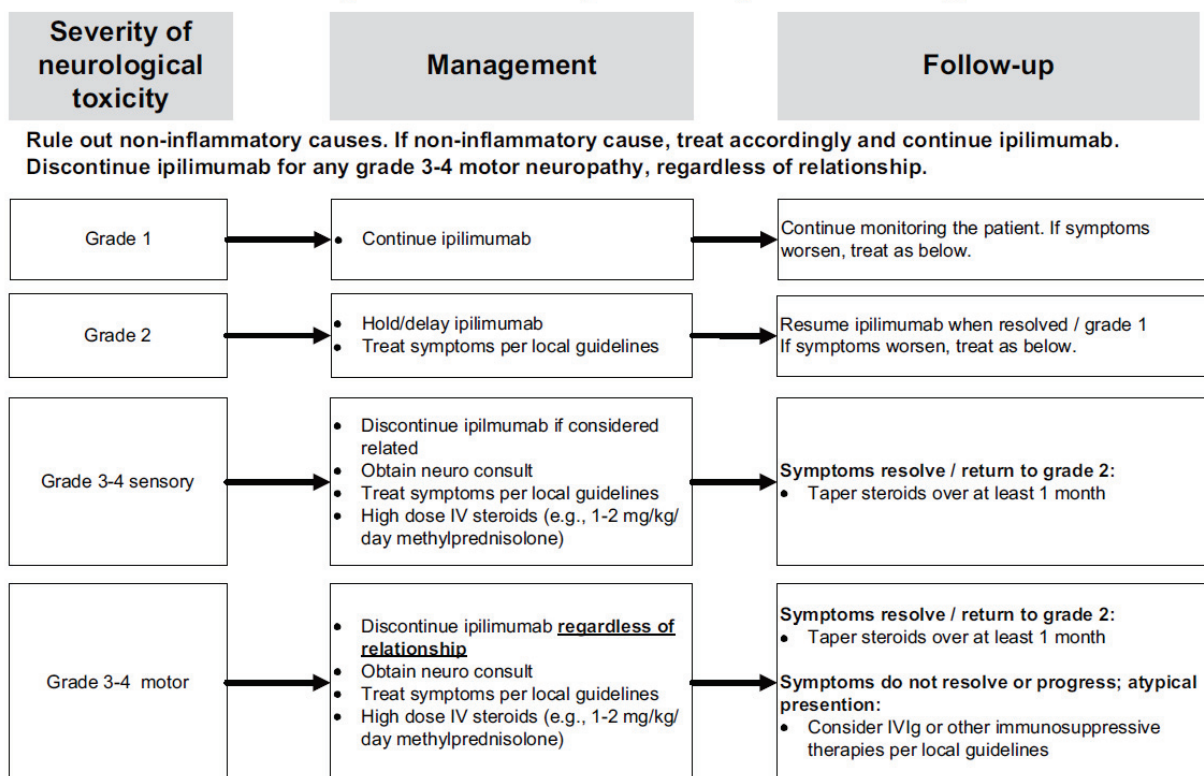 Severity of
neurological
toxicity
Management
Follow-up
Rule out non-inflammatory causes. If non-inflammatory cause, treat accordingly and continue ipilimumab.
Discontinue ipilimumab for any grade 3-4 motor neuropathy, regardless of relationship.
Grade 1
• Continue ipilimumab
Continue monitoring the patient. If symptoms
worsen, treat as below.
Grade 2
• Hold/delay ipilimumab
• Treat symptoms per local guidelines
Resume ipilimumab when resolved / grade 1
If symptoms worsen, treat as below.
Grade 3-4 sensory
• Discontinue ipilmumab if considered
related
• Obtain neuro consult
• Treat symptoms per local guidelines
• High dose IV steroids (e.g., 1-2 mg/kg/
day methylprednisolone)
Symptoms resolve / return to grade 2:
• Taper steroids over at least 1 month
Grade 3-4  motor
• Discontinue ipilimumab regardless of
relationship
• Obtain neuro consult
• Treat symptoms per local guidelines
• High dose IV steroids (e.g., 1-2 mg/kg/
day methylprednisolone)
Symptoms resolve / return to grade 2:
• Taper steroids over at least 1 month
Symptoms do not resolve or progress; atypical
presention:
• Consider IVIg or other immunosuppressive
therapies per local guidelines